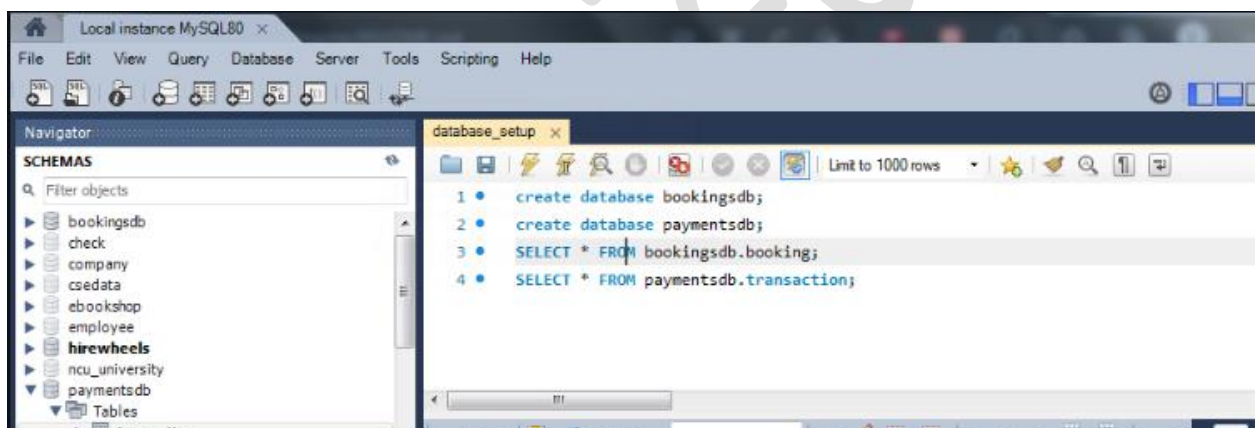 Local instance MySQL80
File Edit View Query Database Server Tools Scripting Help
Navigator
SCHEMAS
Filter objects
bookingsdb
check
company
csedata
ebookshop
employee
hirewheels
ncu_university
paymentsdb
Tables
database_setup
Limit to 1000 rows
1 create database bookingsdb;
2 create database paymentsdb;
3 SELECT * FROM bookingsdb.booking;
4 SELECT * FROM paymentsdb.transaction;